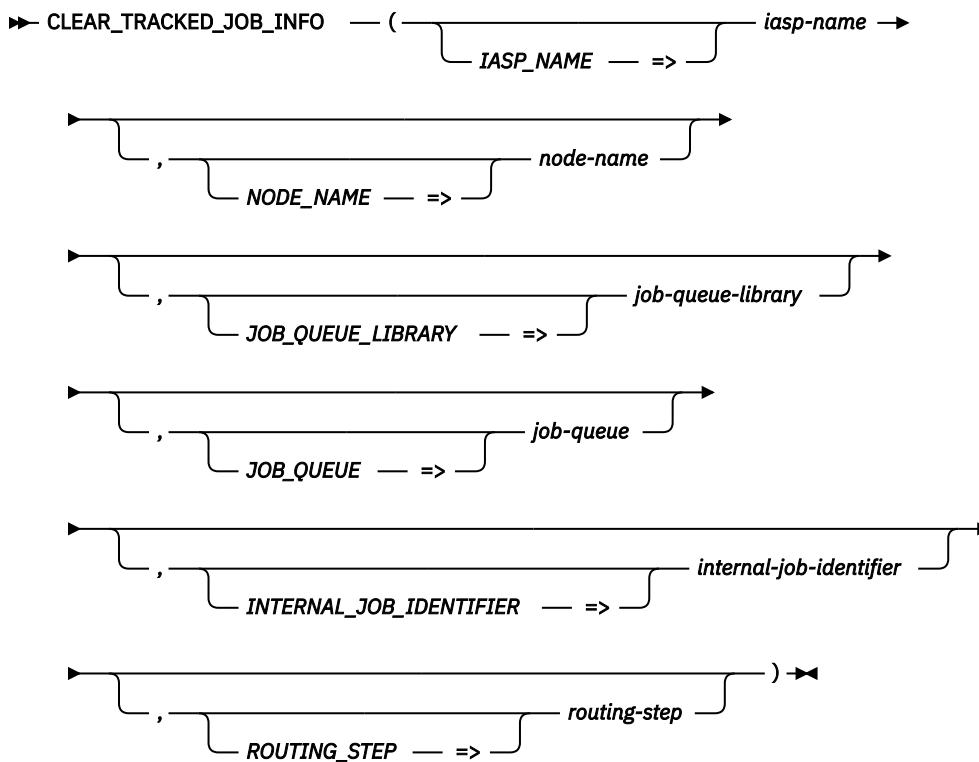 CLEAR_TRACKED_JOB_INFO ( iasp-name
IASP_NAME =>
, node-name
NODE_NAME =>
, job-queue-library
JOB_QUEUE_LIBRARY =>
, job-queue
JOB_QUEUE =>
, internal-job-identifier
INTERNAL_JOB_IDENTIFIER =>
)
, routing-step
ROUTING_STEP =>